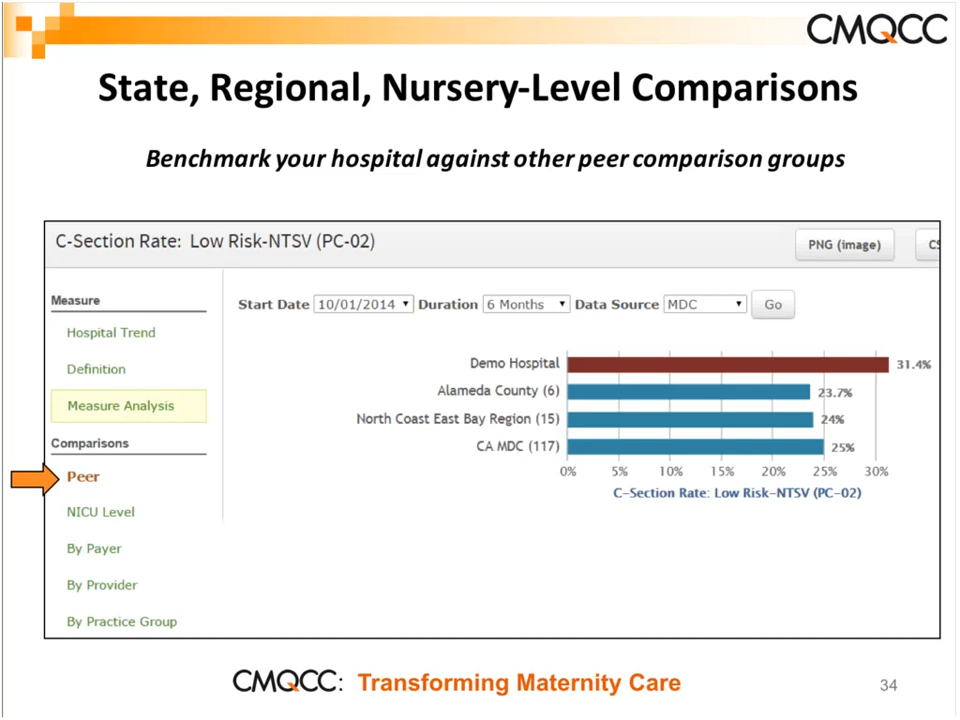 CMQCC
State, Regional, Nursery-Level Comparisons
Benchmark your hospital against other peer comparison groups
C-Section Rate: Low Risk-NTSV (PC-02)
PNG (image)
CS
Measure
Hospital Trend
Definition
Measure Analysis
Comparisons
Peer
NICU Level
By Payer
By Provider
By Practice Group
Start Date 10/01/2014 Duration 6 Months Data Source MDC Go
Demo Hospital 31.4%
Alameda County (6) 23.7%
North Coast East Bay Region (15) 24%
CA MDC (117) 25%
0% 5% 10% 15% 20% 25% 30%
C-Section Rate: Low Risk-NTSV (PC-02)
CMQCC: Transforming Maternity Care
34